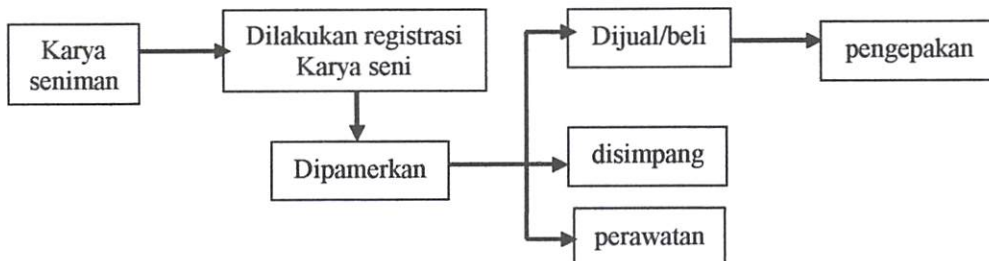 Karya
seniman
Dilakukan registrasi
Karya seni
Dijual/beli
pengepakan
Dipamerkan
disimpang
perawatan